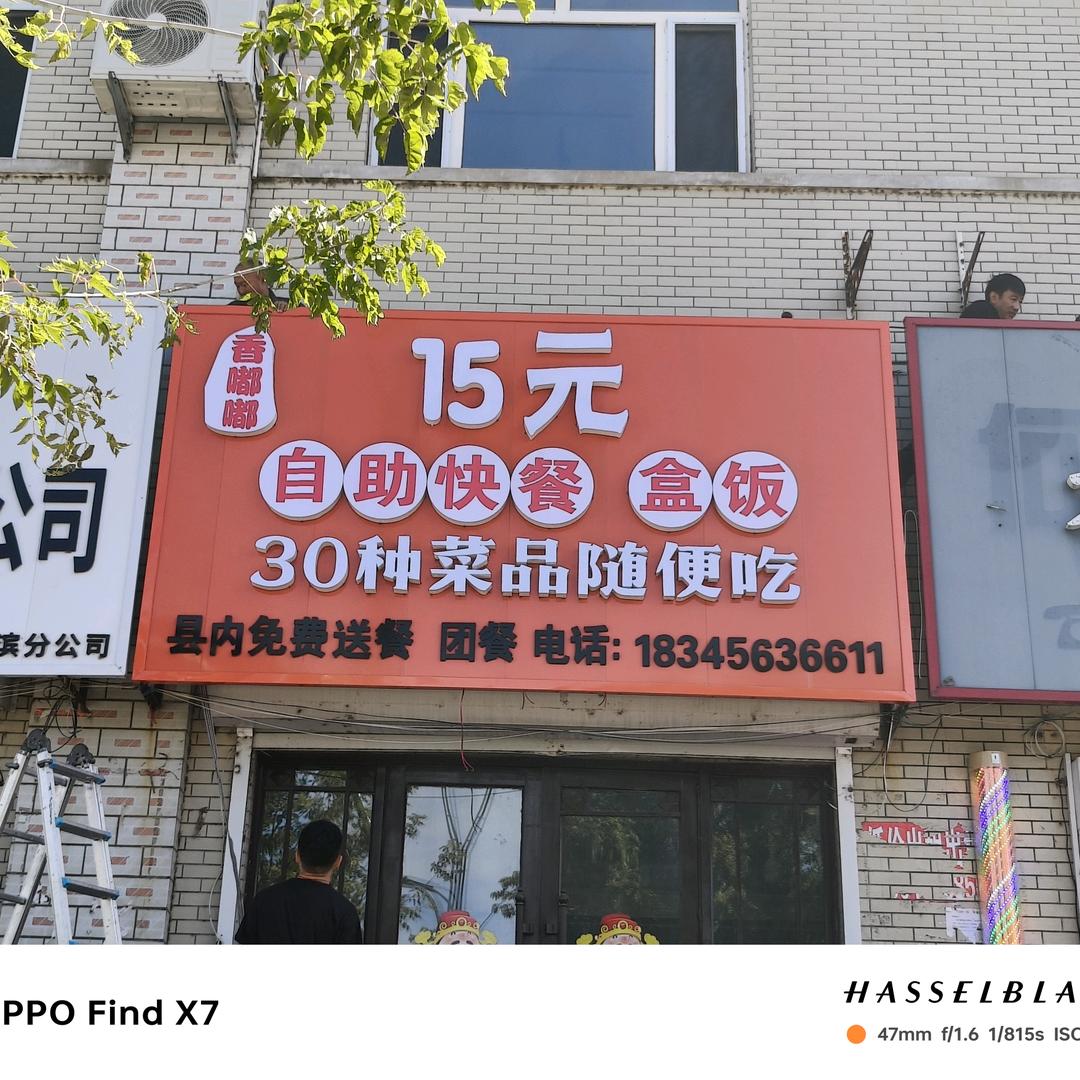 香嘟嘟
15元
自助快餐 盒饭
30种菜品随便吃
县内免费送餐 团餐 电话: 18345636611
公司
滨分公司
PPO Find X7
HASSELBLA
47mm f/1.6 1/815s ISO